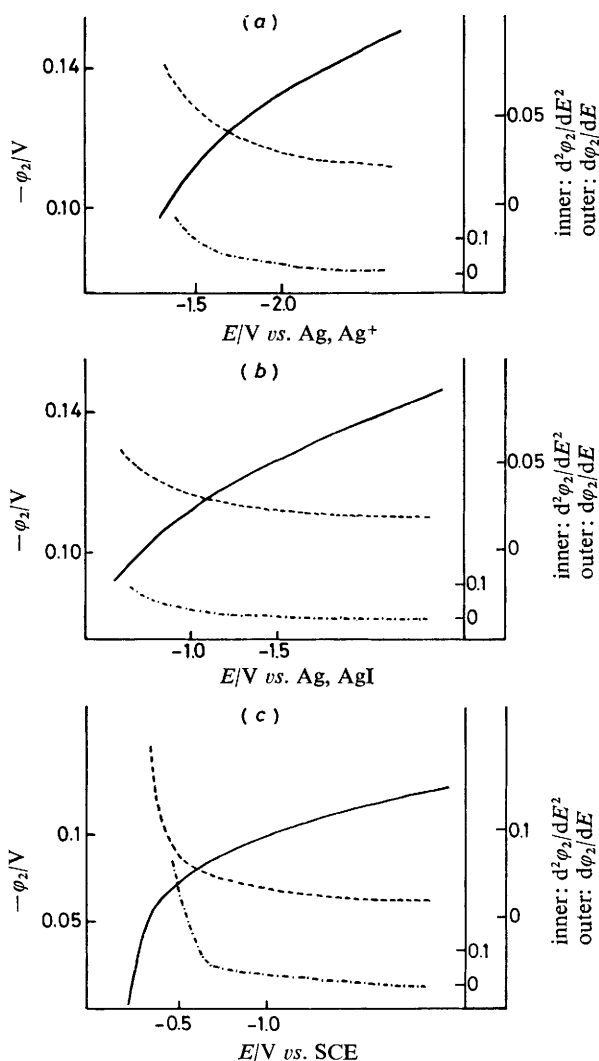 (a)
0.14
0.10
−φ₂/V
0.05
0
0.1
0
inner: d²φ₂/dE²
outer: dφ₂/dE
-1.5 -2.0
E/V vs. Ag, Ag⁺
(b)
0.14
0.10
−φ₂/V
0.05
0
0.1
0
inner: d²φ₂/dE²
outer: dφ₂/dE
-1.0 -1.5
E/V vs. Ag, AgI
(c)
0.1
0.05
−φ₂/V
0.1
0
0.1
0
inner: d²φ₂/dE²
outer: dφ₂/dE
-0.5 -1.0
E/V vs. SCE